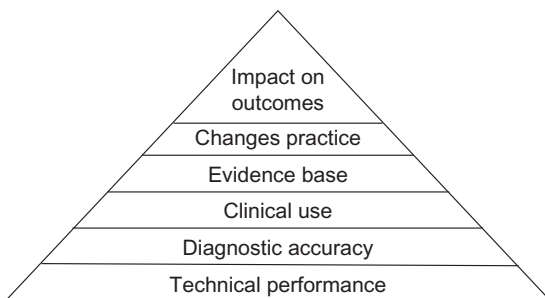 Impact on
outcomes
Changes practice
Evidence base
Clinical use
Diagnostic accuracy
Technical performance